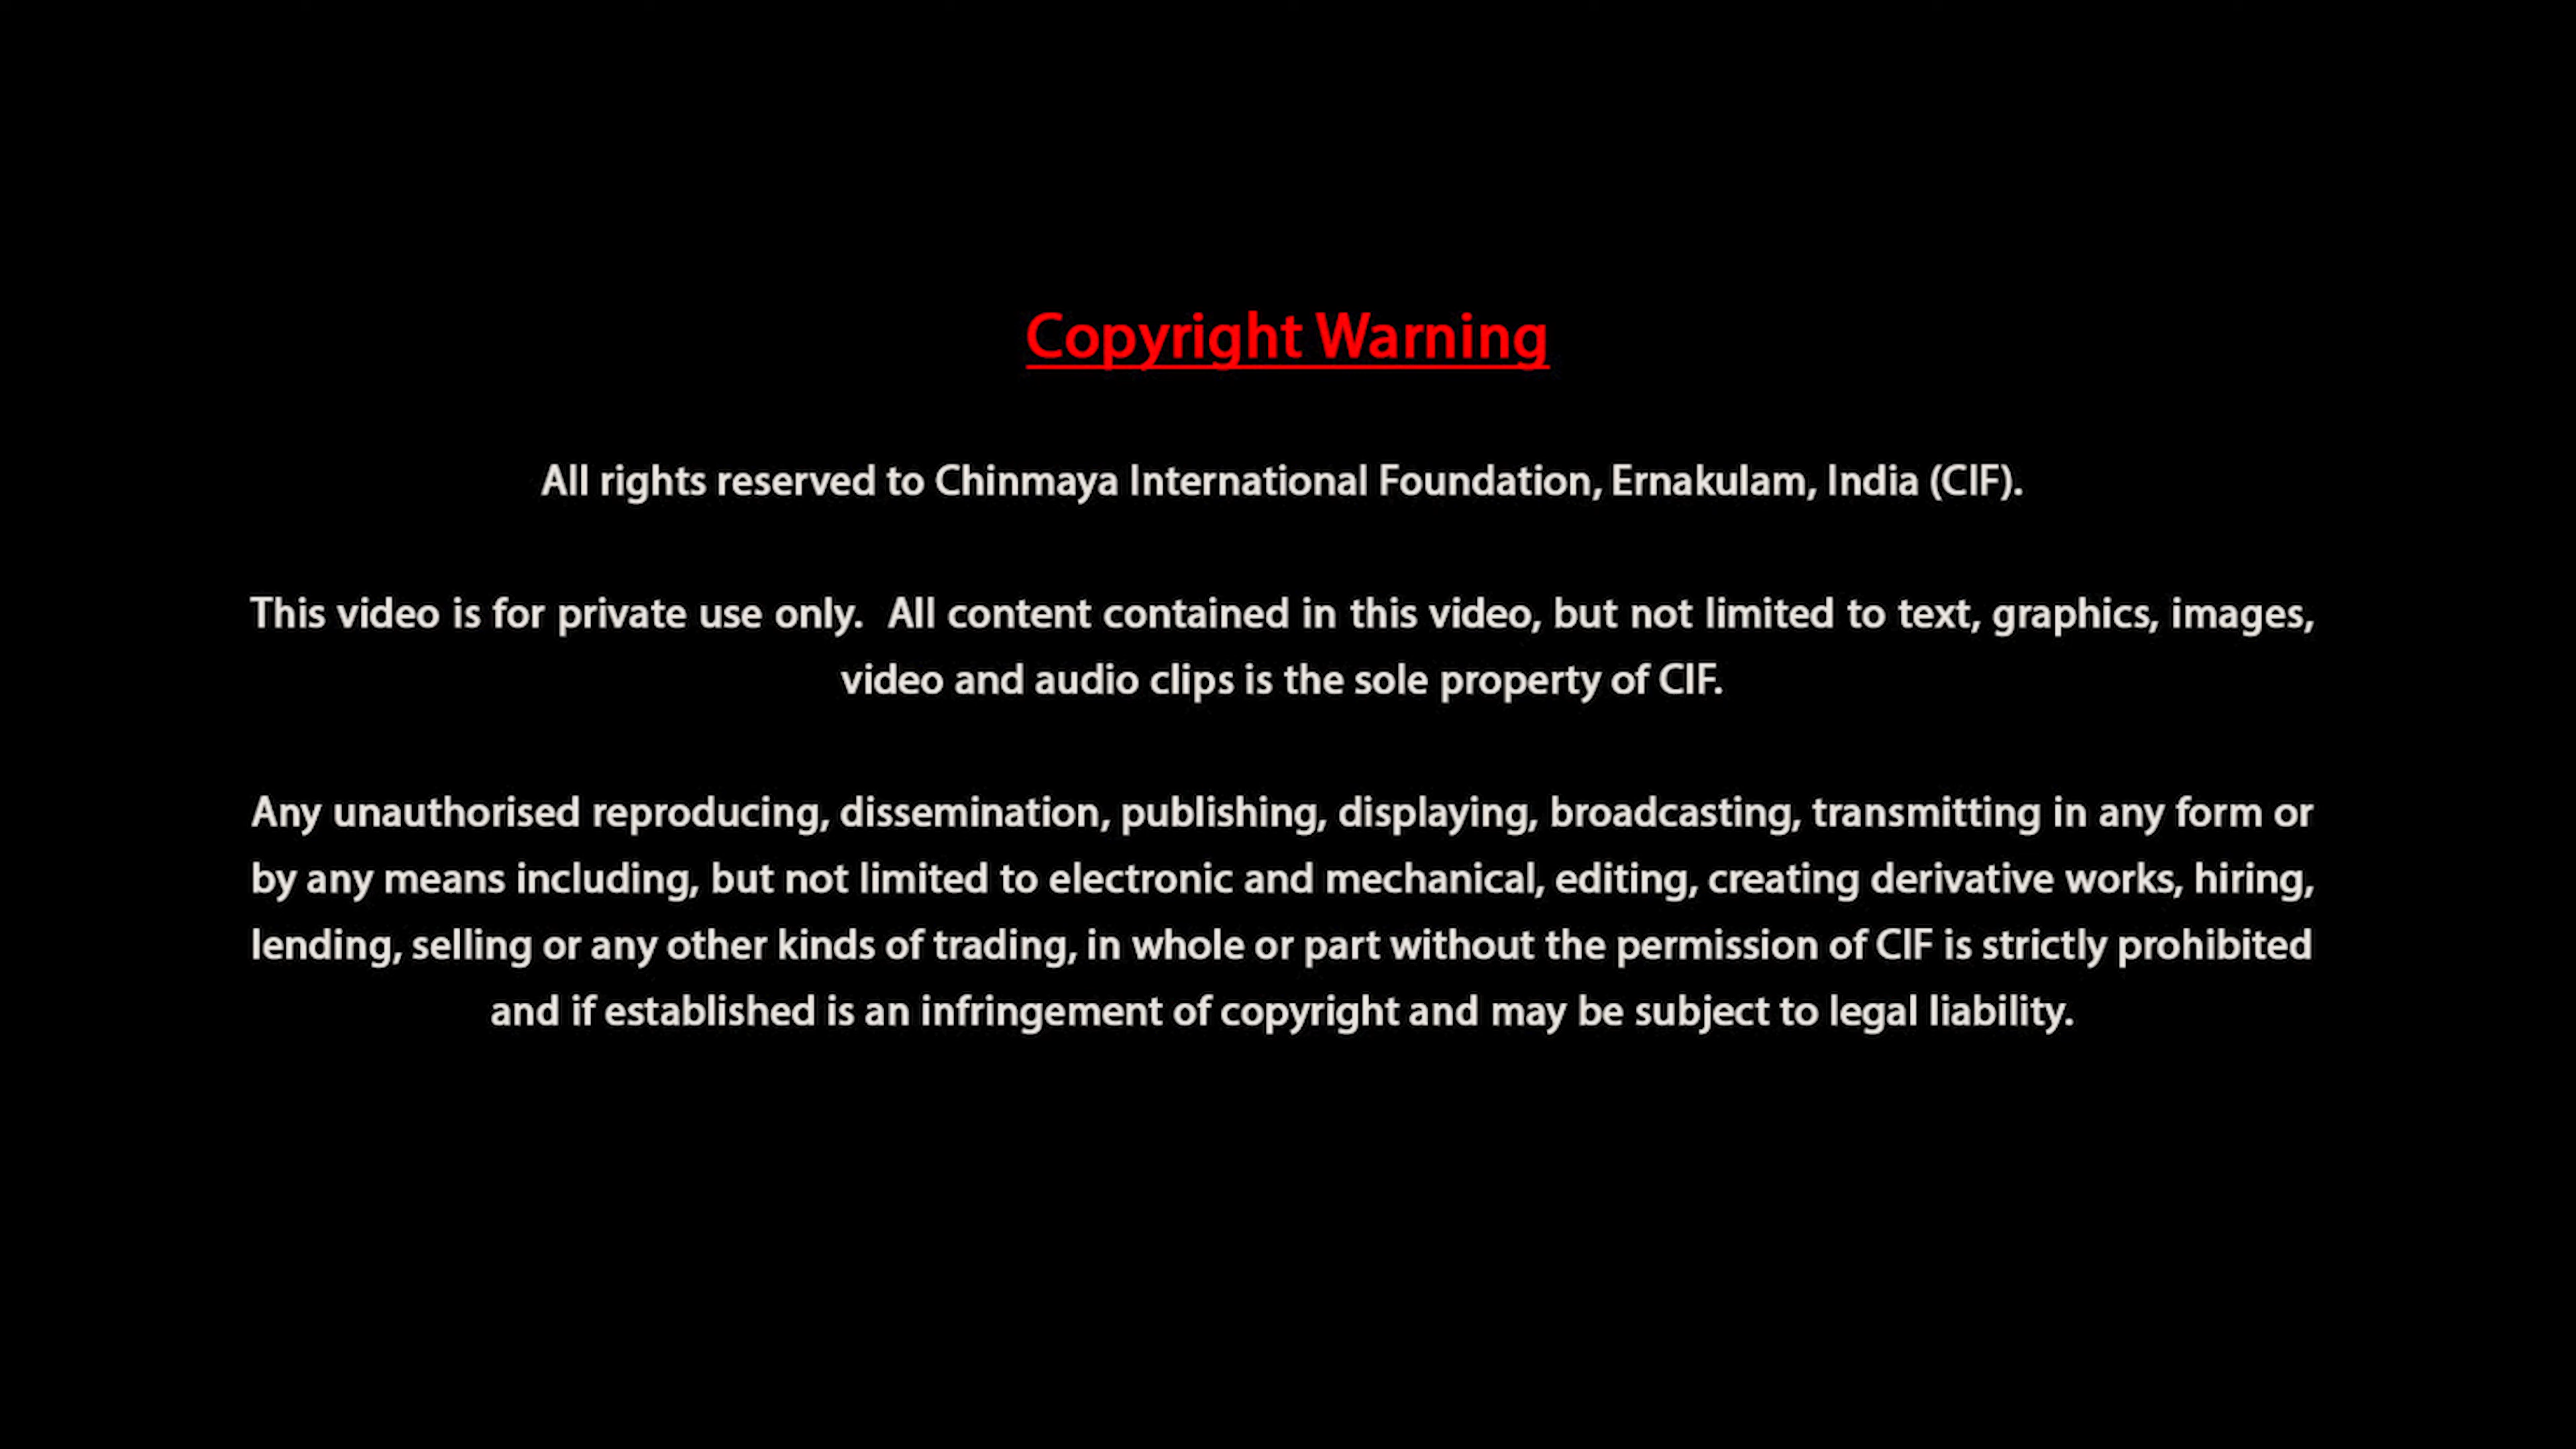 Copyright Warning
All rights reserved to Chinmaya International Foundation, Ernakulam, India (CIF).
This video is for private use only.  All content contained in this video, but not limited to text, graphics, images,
video and audio clips is the sole property of CIF.
Any unauthorised reproducing, dissemination, publishing, displaying, broadcasting, transmitting in any form or
by any means including, but not limited to electronic and mechanical, editing, creating derivative works, hiring,
lending, selling or any other kinds of trading, in whole or part without the permission of CIF is strictly prohibited
and if established is an infringement of copyright and may be subject to legal liability.